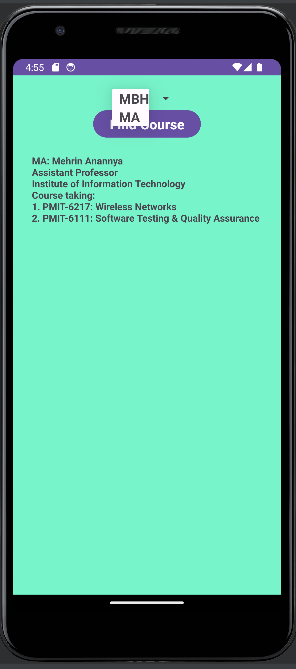 4:55
MBH
MA
Find Course
MA: Mehrin Anannya
Assistant Professor
Institute of Information Technology
Course taking:
1. PMIT-6217: Wireless Networks
2. PMIT-6111: Software Testing & Quality Assurance